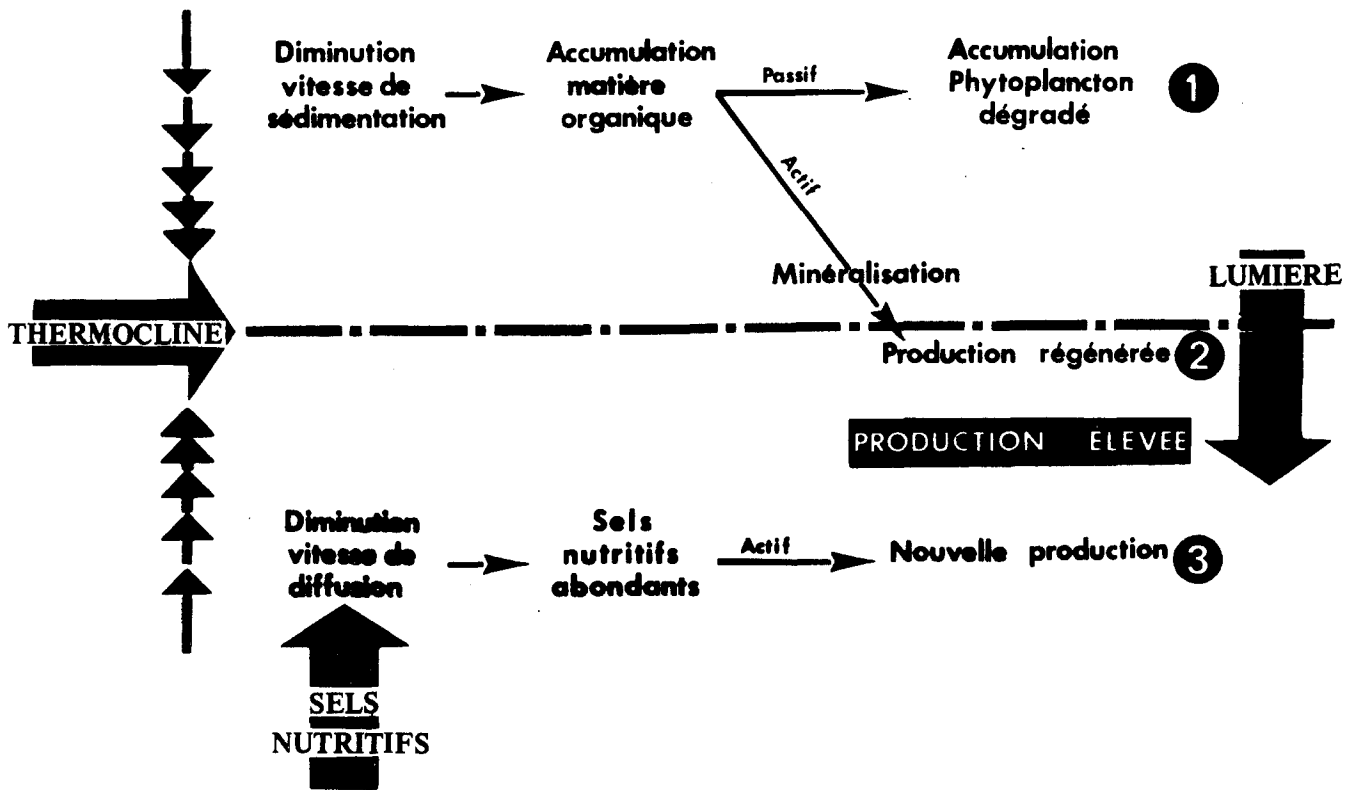 Diminution
vitesse de
sédimentation
Accumulation
matière
organique
Passif
Accumulation
Phytoplancton
dégradé
1
Actif
Minéralisation
LUMIERE
THERMOCLINE
Production régénérée 2
PRODUCTION ELEVEE
Diminution
vitesse de
diffusion
Sels
nutritifs
abondants
Actif
Nouvelle production 3
SELS
NUTRITIFS